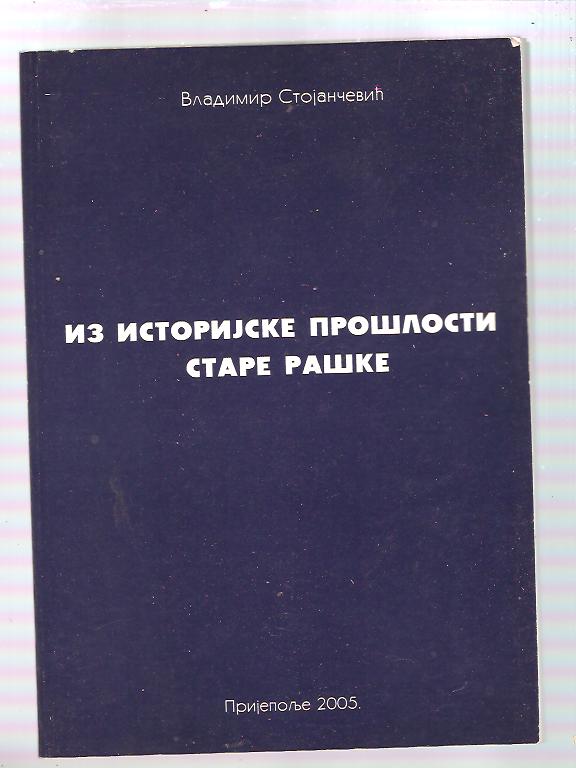 Владимир Стојанчевић
ИЗ ИСТОРИЈСКЕ ПРОШЛОСТИ
СТАРЕ РАШКЕ
Пријепоље 2005.